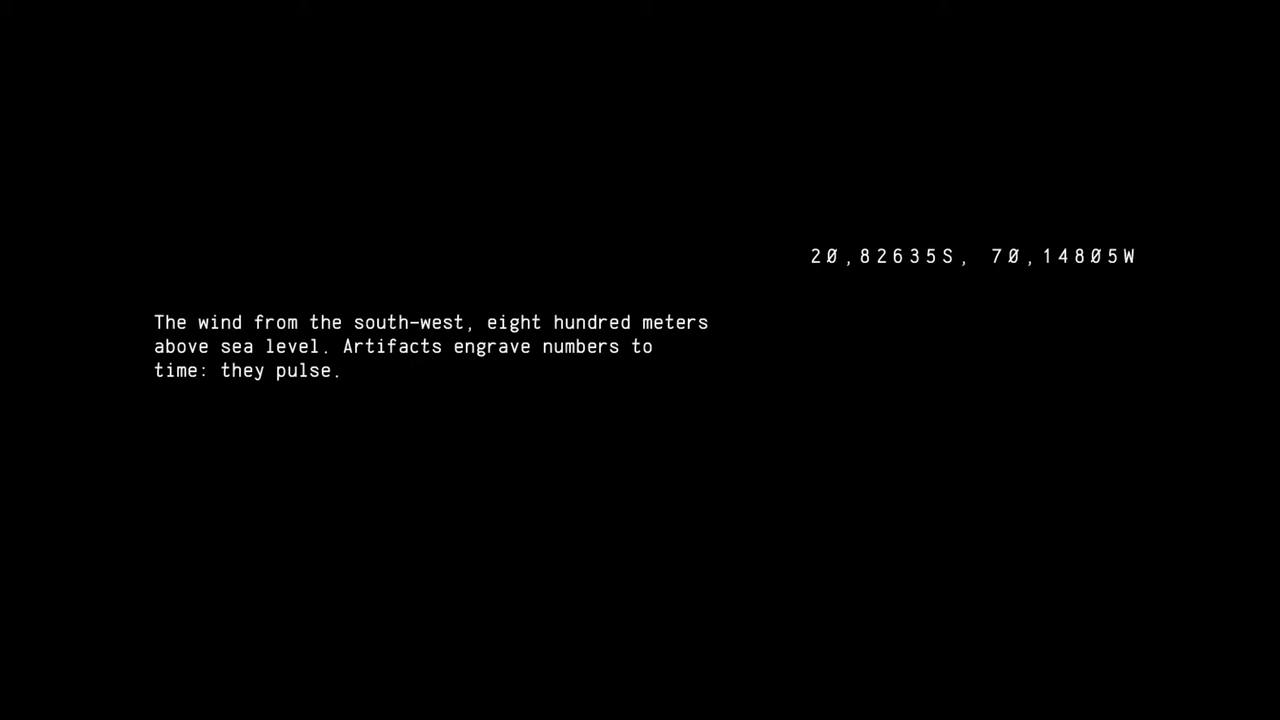 20,82635S, 70,14805W
The wind from the south-west, eight hundred meters
above sea level. Artifacts engrave numbers to
time: they pulse.